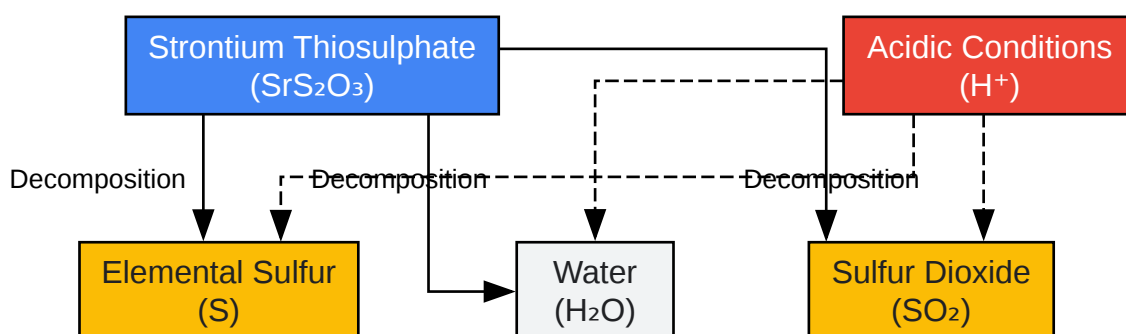 Strontium Thiosulphate
(SrS₂O₃)
Acidic Conditions
(H⁺)
Decomposition
Decomposition
Decomposition
Elemental Sulfur
(S)
Water
(H₂O)
Sulfur Dioxide
(SO₂)